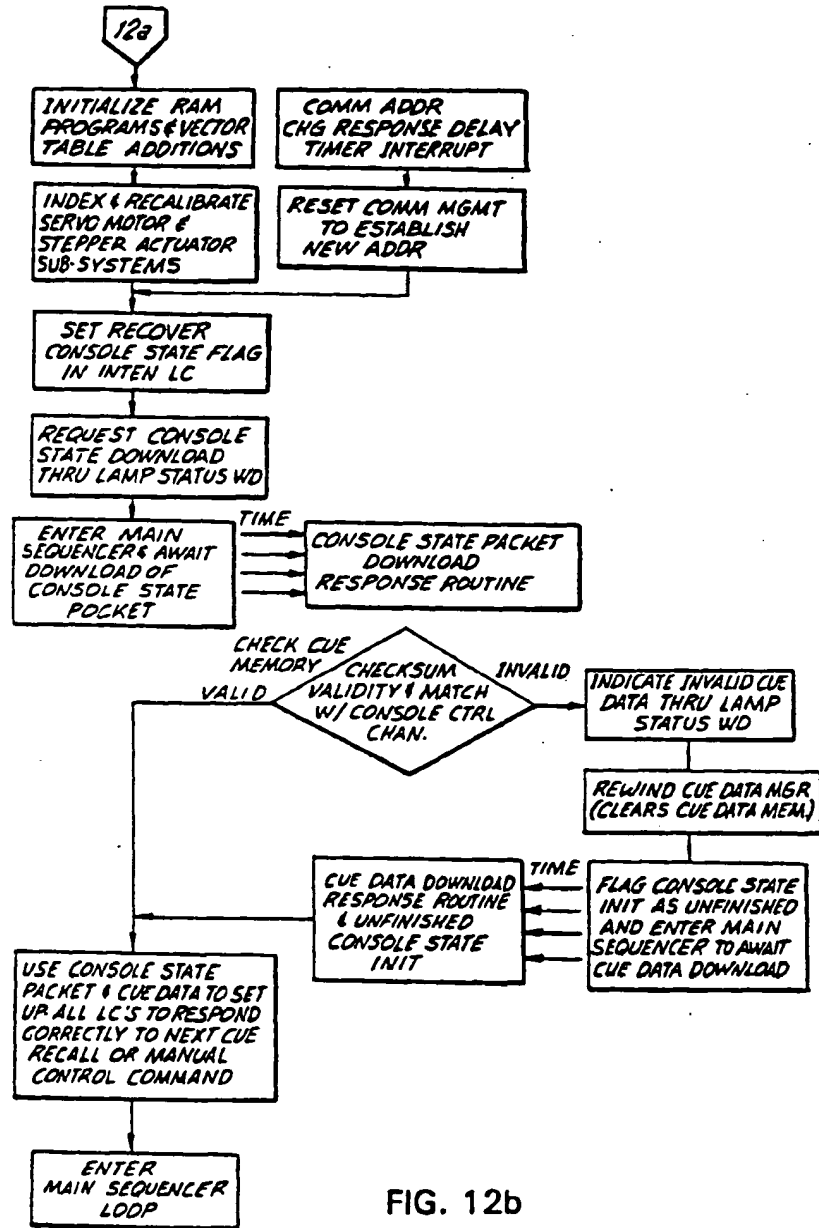 12a
INITIALIZE RAM
PROGRAMS & VECTOR
TABLE ADDITIONS
COMM ADDR
CHG RESPONSE DELAY
TIMER INTERRUPT
INDEX & RECALIBRATE
SERVO MOTOR &
STEPPER ACTUATOR
SUB-SYSTEMS
RESET COMM MGMT
TO ESTABLISH
NEW ADDR
SET RECOVER
CONSOLE STATE FLAG
IN INTEN LC
REQUEST CONSOLE
STATE DOWNLOAD
THRU LAMP STATUS WD
ENTER MAIN
SEQUENCER & AWAIT
DOWNLOAD OF
CONSOLE STATE
POCKET
TIME
CONSOLE STATE PACKET
DOWNLOAD
RESPONSE ROUTINE
CHECK CUE
MEMORY
VALID
CHECKSUM
VALIDITY & MATCH
W/ CONSOLE CTRL
CHAN.
INVALID
INDICATE INVALID CUE
DATA THRU LAMP
STATUS WD
REWIND CUE DATA MGR
(CLEARS CUE DATA MEM.)
FLAG CONSOLE STATE
INIT AS UNFINISHED
AND ENTER MAIN
SEQUENCER TO AWAIT
CUE DATA DOWNLOAD
TIME
CUE DATA DOWNLOAD
RESPONSE ROUTINE
& UNFINISHED
CONSOLE STATE
INIT
USE CONSOLE STATE
PACKET & CUE DATA TO SET
UP ALL LC'S TO RESPOND
CORRECTLY TO NEXT CUE
RECALL OR MANUAL
CONTROL COMMAND
ENTER
MAIN SEQUENCER
LOOP
FIG. 12b